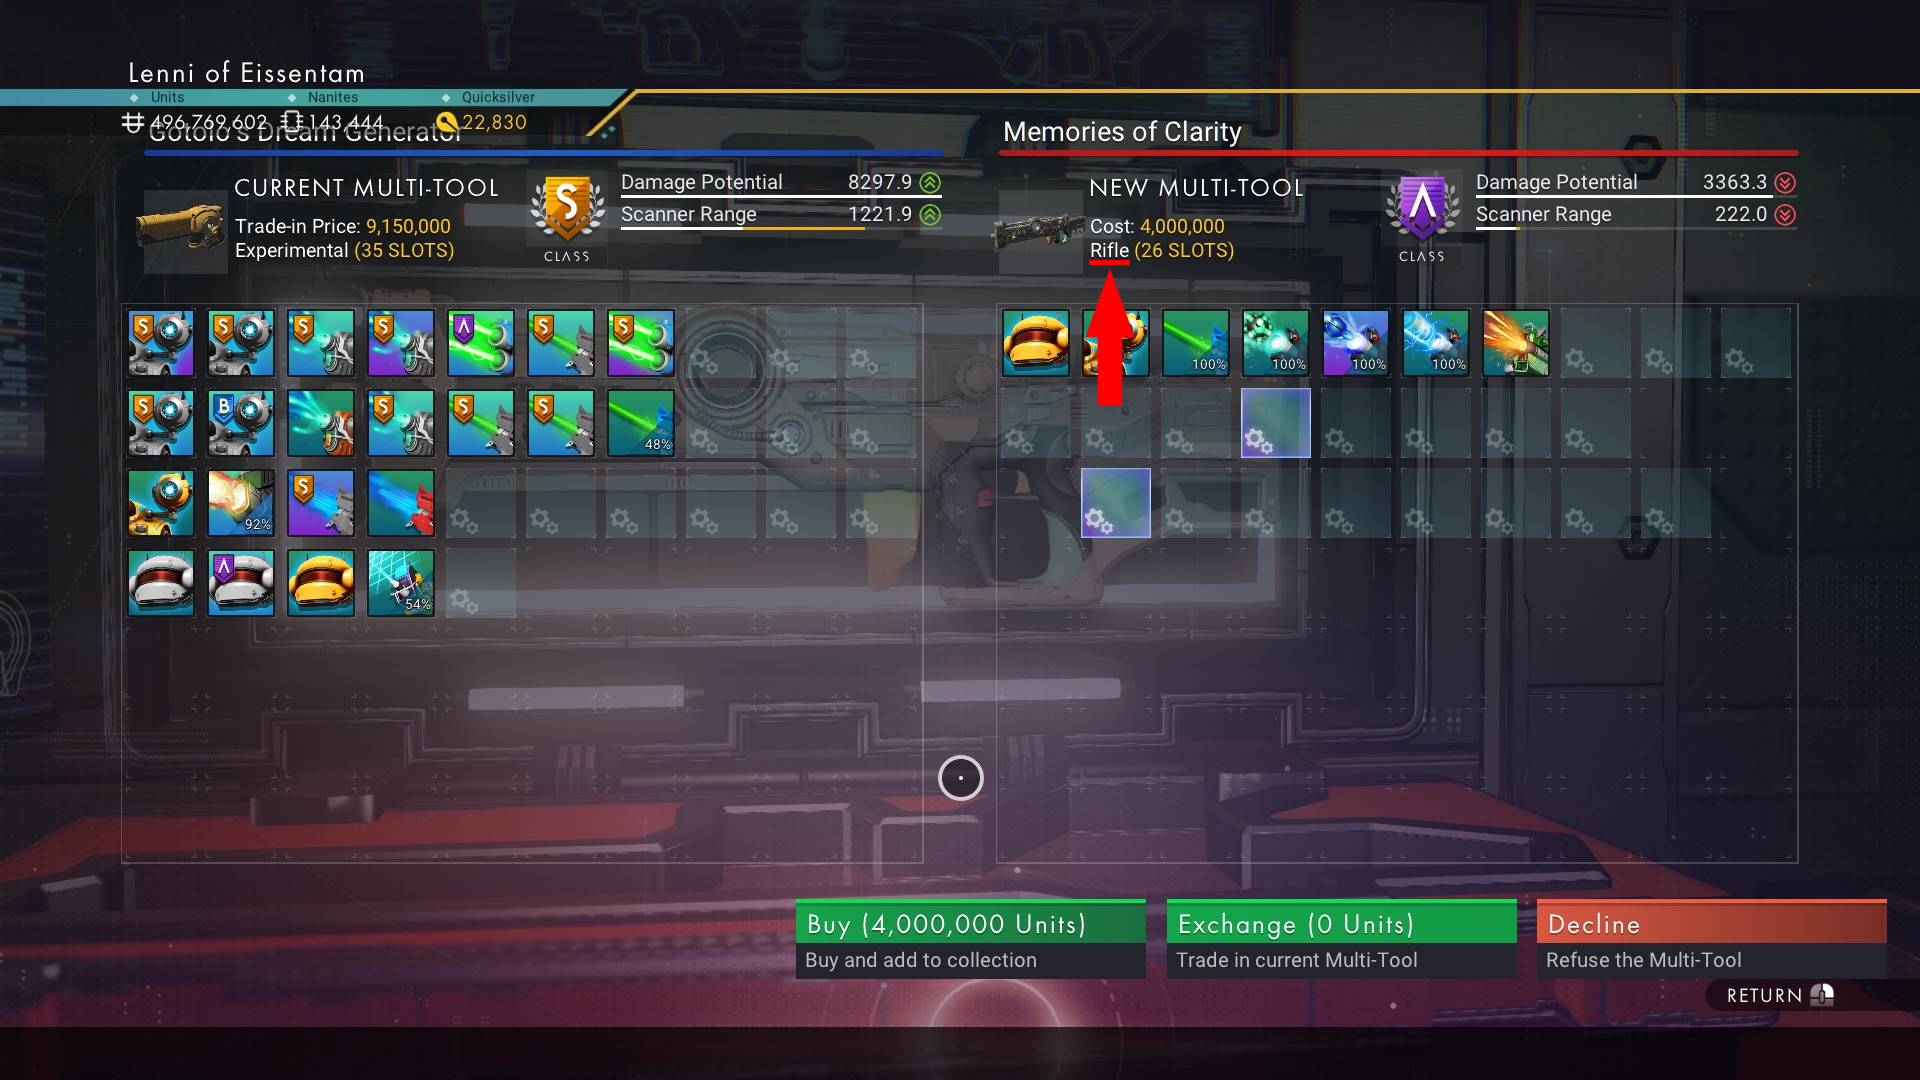 Lenni of Eissentam
Units Nanites Quicksilver
496,769,602 143,444 22,830
Gotolo's Dream Generator
CURRENT MULTI-TOOL
Trade-in Price: 9,150,000
Experimental (35 SLOTS)
S
CLASS
Damage Potential 8297.9
Scanner Range 1221.9
S S S S A S S
S B S S S 48%
92% S
A 54%
Memories of Clarity
NEW MULTI-TOOL
Cost: 4,000,000
Rifle (26 SLOTS)
A
CLASS
Damage Potential 3363.3
Scanner Range 222.0
100% 100% 100% 100%
Buy (4,000,000 Units)
Buy and add to collection
Exchange (0 Units)
Trade in current Multi-Tool
Decline
Refuse the Multi-Tool
RETURN